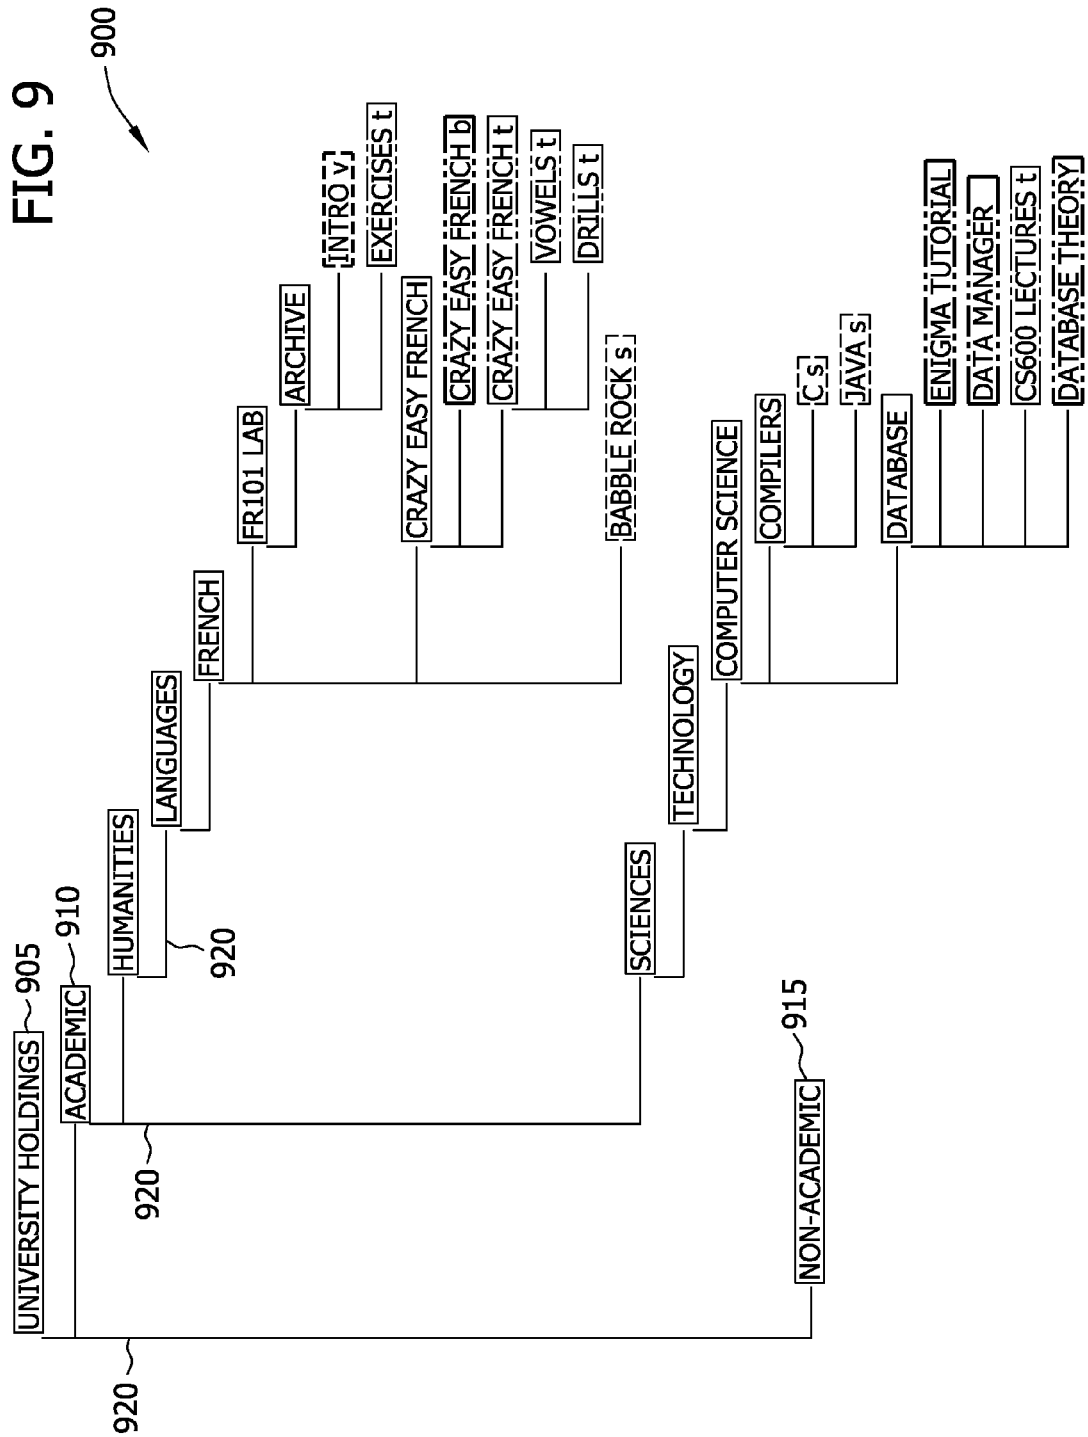 FIG. 9
900
UNIVERSITY HOLDINGS
905
ACADEMIC
910
HUMANITIES
LANGUAGES
920
FRENCH
FR101 LAB
ARCHIVE
INTRO v
EXERCISES t
CRAZY EASY FRENCH
CRAZY EASY FRENCH b
CRAZY EASY FRENCH t
VOWELS t
DRILLS t
BABBLE ROCK s
920
920
SCIENCES
TECHNOLOGY
COMPUTER SCIENCE
COMPILERS
C s
JAVA s
DATABASE
ENIGMA TUTORIAL
DATA MANAGER
CS600 LECTURES t
DATABASE THEORY
NON-ACADEMIC
915